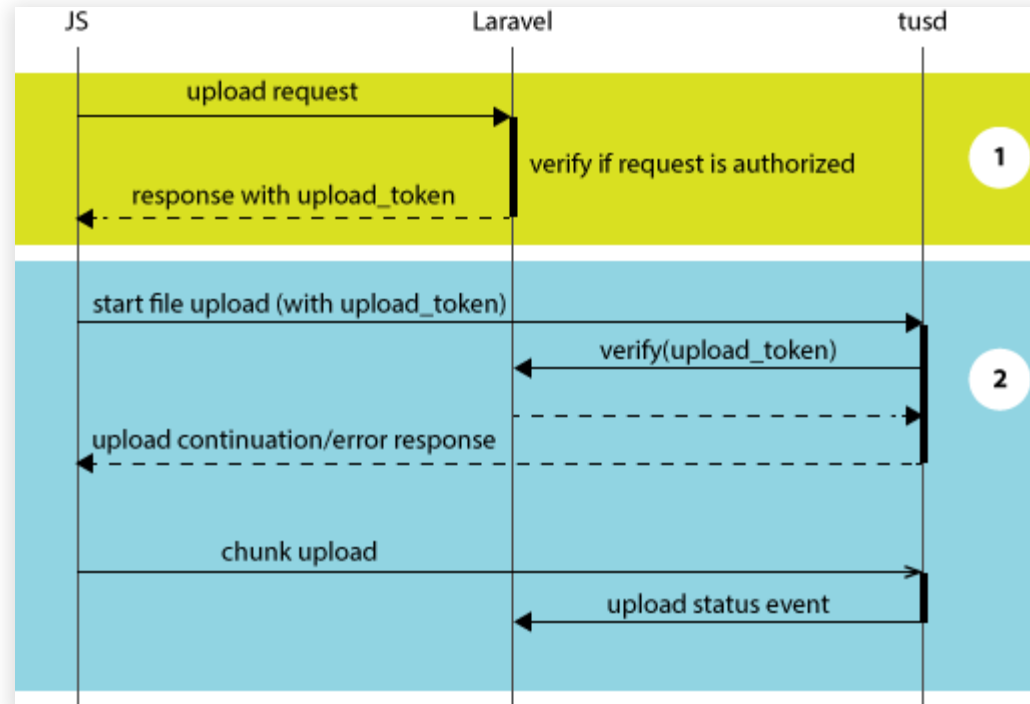 JS
Laravel
tusd
upload request
verify if request is authorized
1
response with upload_token
start file upload (with upload_token)
verify(upload_token)
2
upload continuation/error response
chunk upload
upload status event